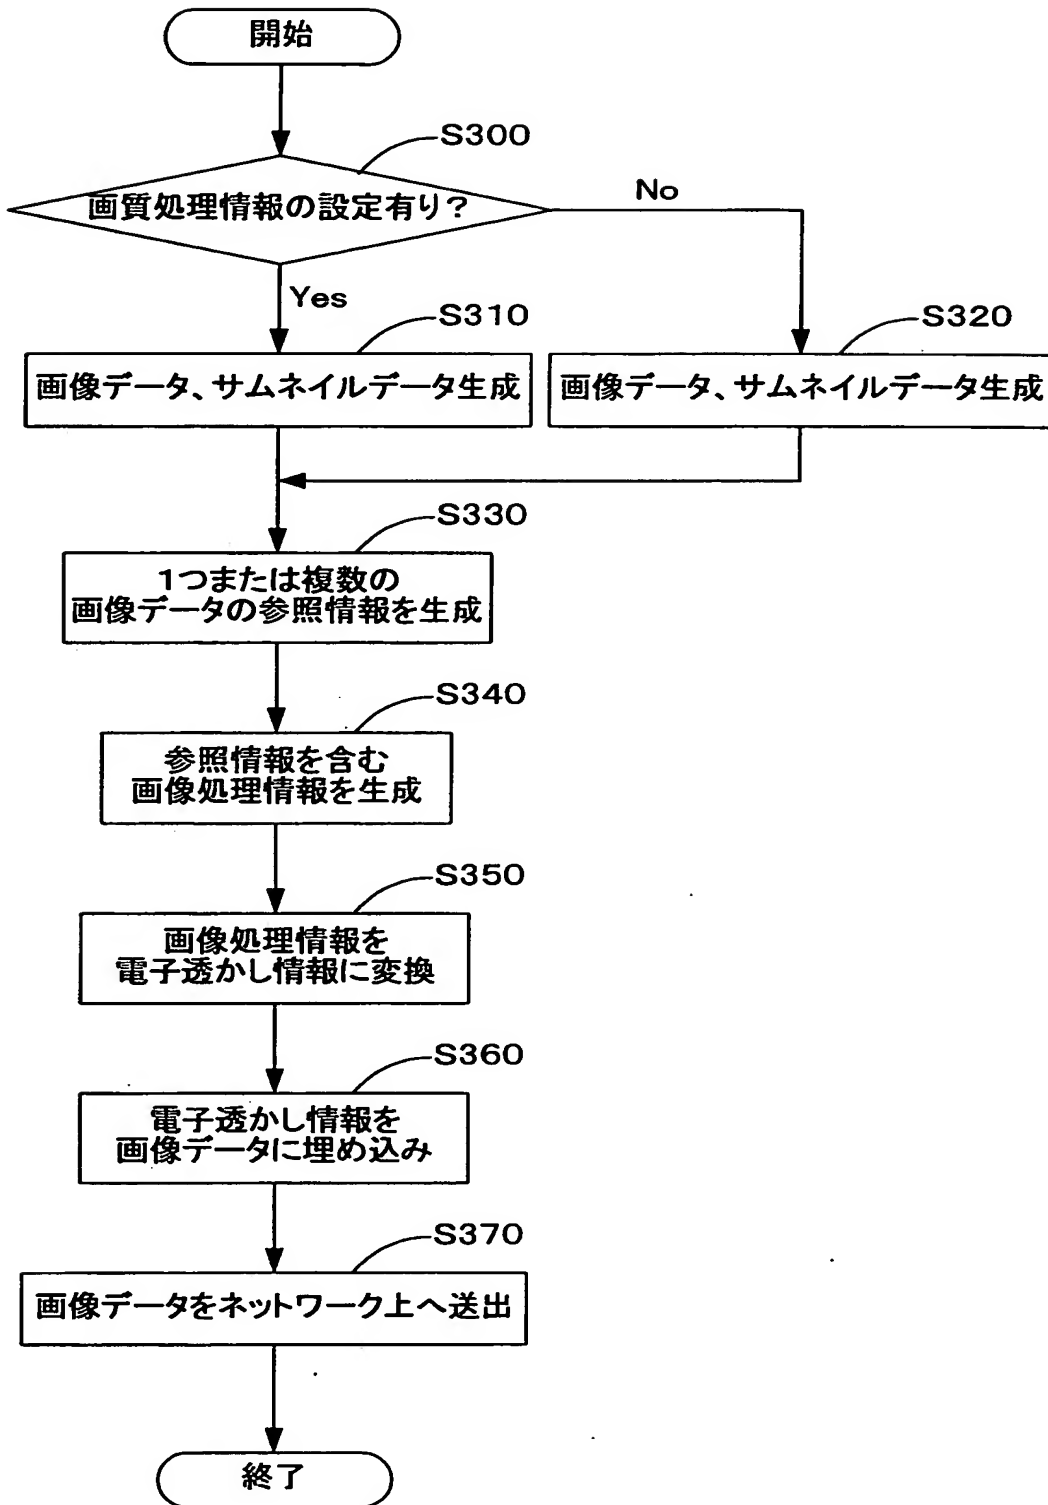 開始
S300
画質処理情報の設定有り?
No
Yes
S310
S320
画像データ、サムネイルデータ生成
画像データ、サムネイルデータ生成
S330
1つまたは複数の
画像データの参照情報を生成
S340
参照情報を含む
画像処理情報を生成
S350
画像処理情報を
電子透かし情報に変換
S360
電子透かし情報を
画像データに埋め込み
S370
画像データをネットワーク上へ送出
終了